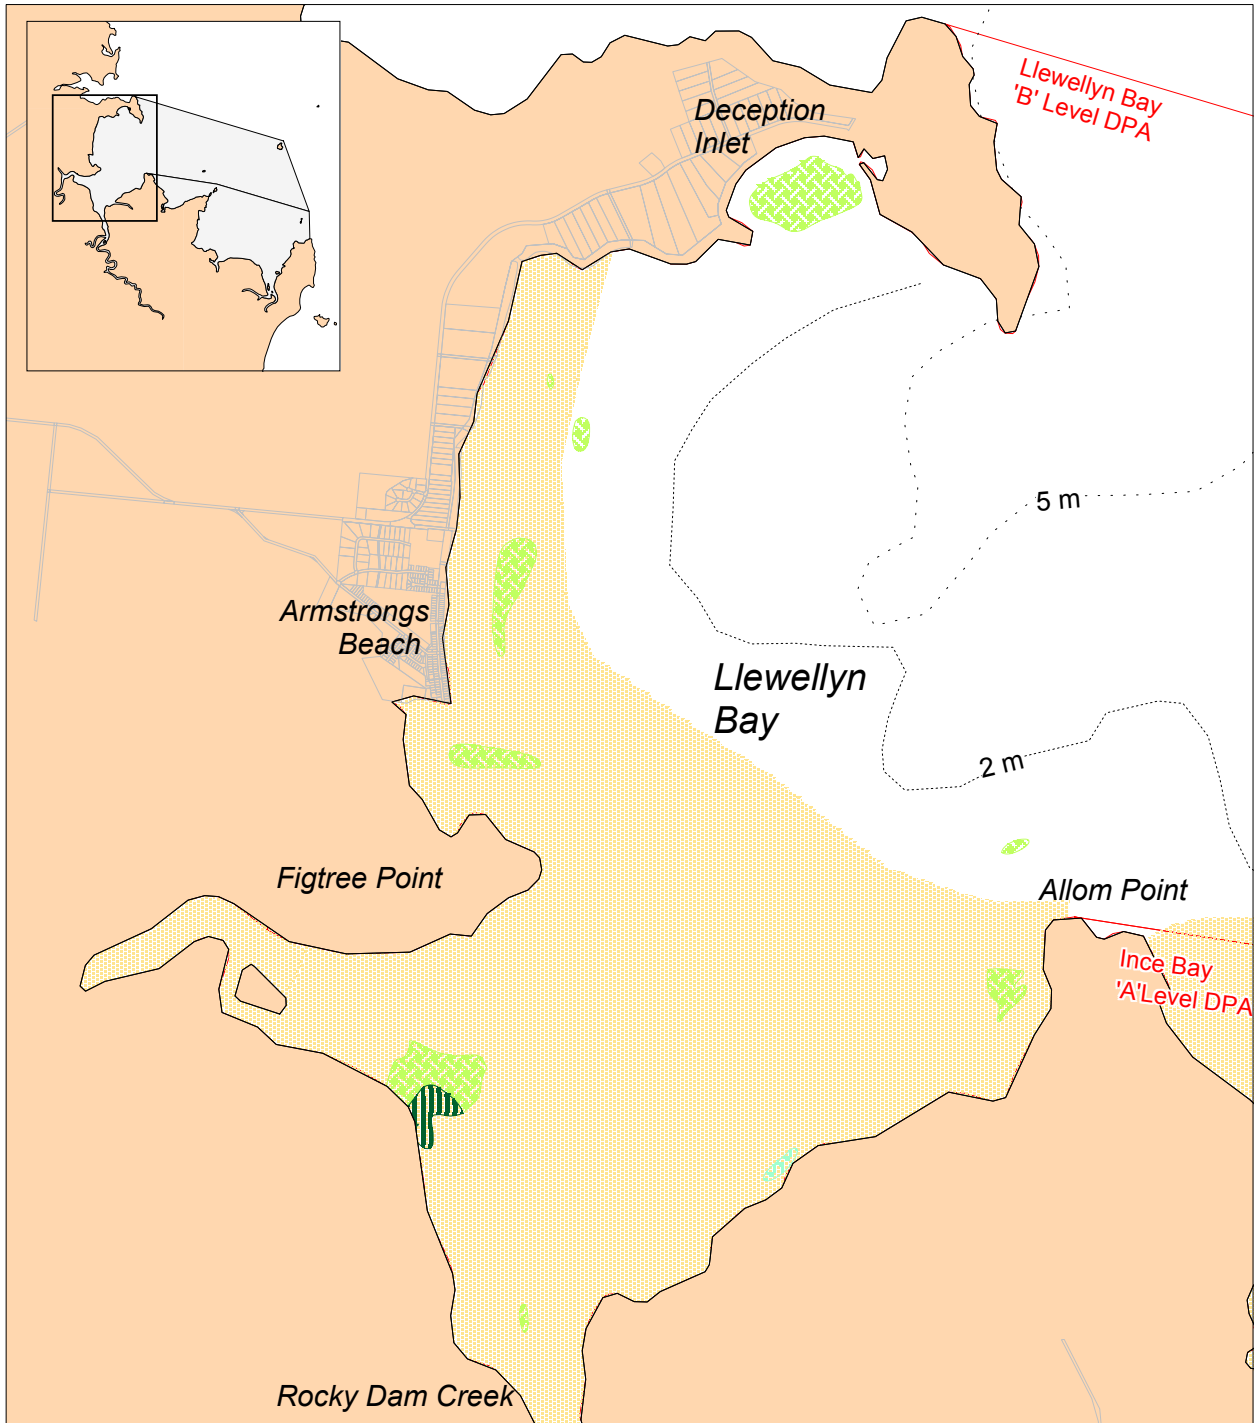 Llewellyn Bay
'B' Level DPA
Deception
Inlet
5 m
Armstrongs
Beach
Llewellyn
Bay
2 m
Figtree Point
Allom Point
Ince Bay
'A'Level DPA
Rocky Dam Creek